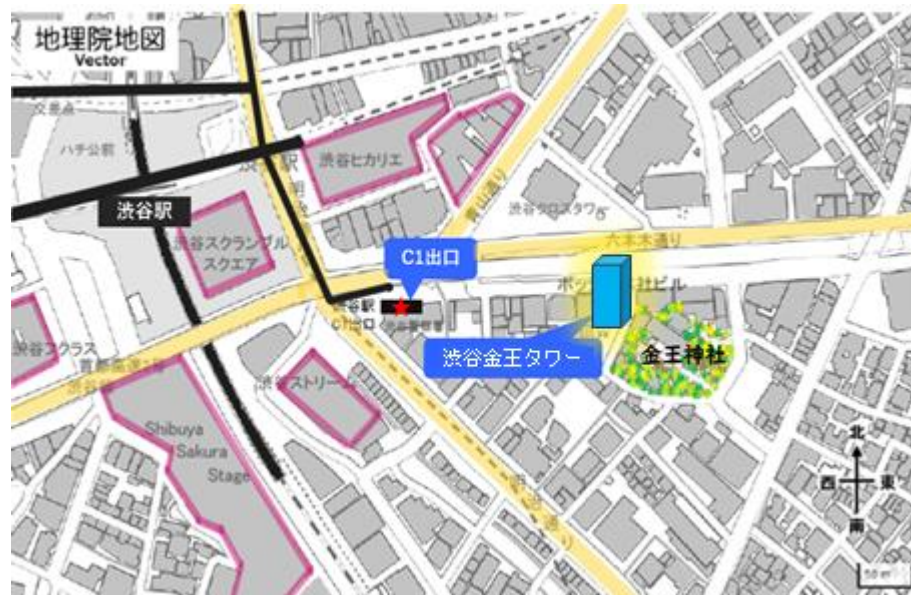 地理院地図
Vector
交差点
ハチ公前
渋谷駅
渋谷ヒカリエ
渋谷スクランブル
スクエア
青山通り
渋谷クロスタワー
六本木通り
C1出口
渋谷駅
C1出口
渋谷金王タワー
金王神社
渋谷フクラス
首都高速3号
渋谷ストリーム
Shibuya
Sakura
Stage
北
西
東
南
50 m